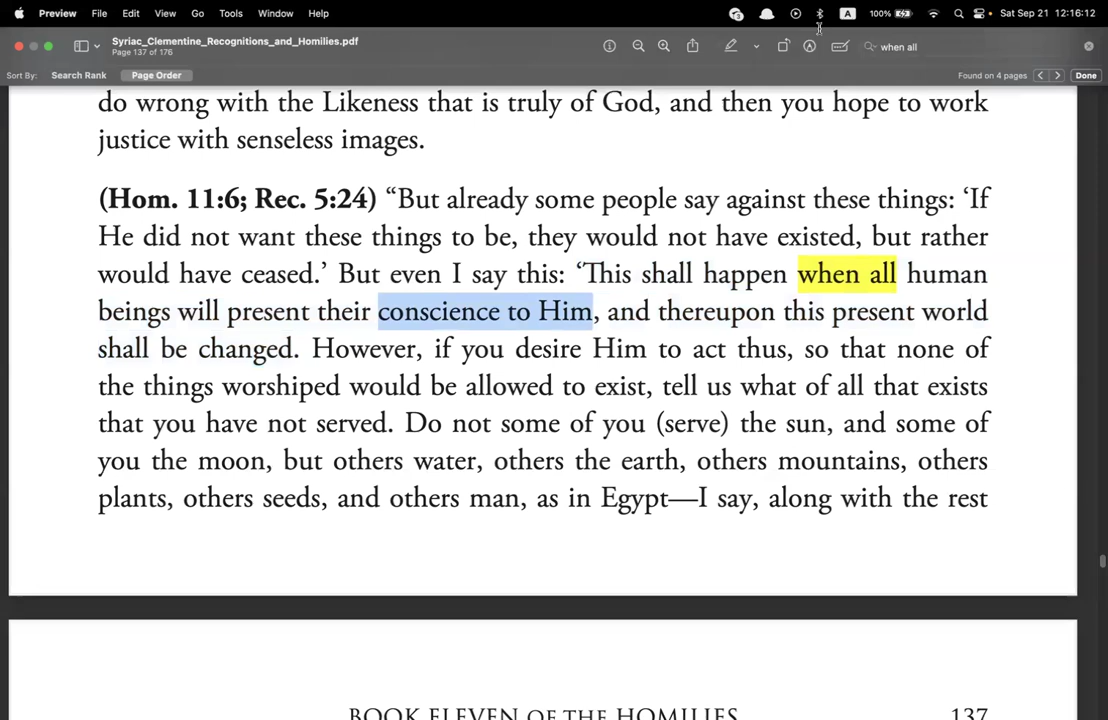 Preview File Edit View Go Tools Window Help A 100% Sat Sep 21 12:16:12
Syriac_Clementine_Recognitions_and_Homilies.pdf
Page 137 of 176
when all
Sort By: Search Rank Page Order Found on 4 pages Done
do wrong with the Likeness that is truly of God, and then you hope to work
justice with senseless images.
(Hom. 11:6; Rec. 5:24) “But already some people say against these things: ‘If
He did not want these things to be, they would not have existed, but rather
would have ceased.’ But even I say this: ‘This shall happen when all human
beings will present their conscience to Him, and thereupon this present world
shall be changed. However, if you desire Him to act thus, so that none of
the things worshiped would be allowed to exist, tell us what of all that exists
that you have not served. Do not some of you (serve) the sun, and some of
you the moon, but others water, others the earth, others mountains, others
plants, others seeds, and others man, as in Egypt—I say, along with the rest
BOOK ELEVEN OF THE HOMILIES 137